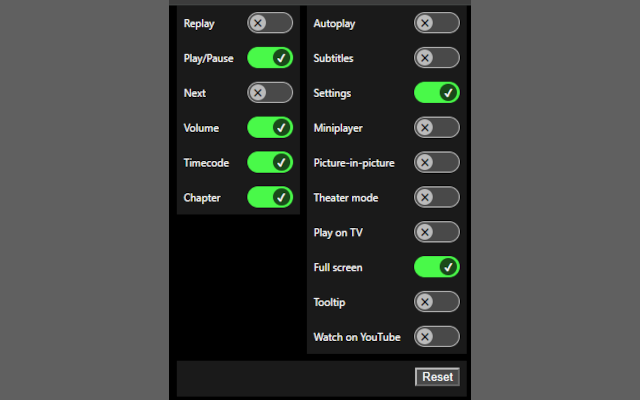 Replay
Play/Pause
Next
Volume
Timecode
Chapter
Autoplay
Subtitles
Settings
Miniplayer
Picture-in-picture
Theater mode
Play on TV
Full screen
Tooltip
Watch on YouTube
Reset